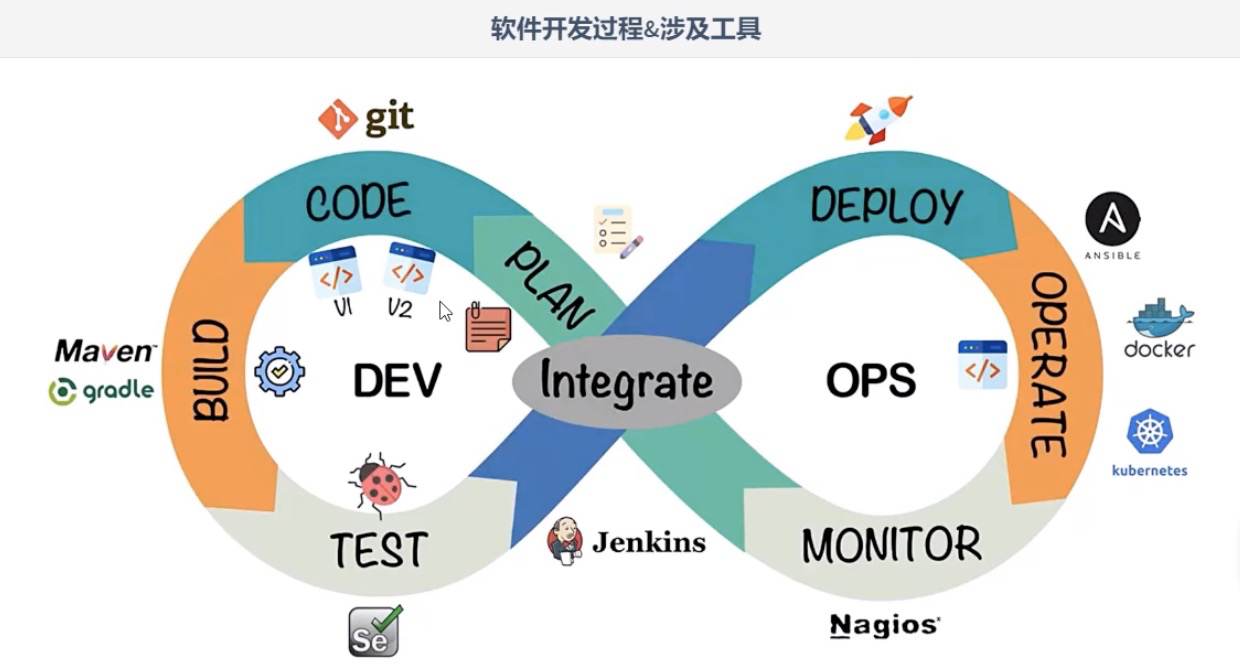 软件开发过程&涉及工具
git
CODE
DEPLOY
PLAN
V1
V2
ANSIBLE
OPERATE
docker
Maven™
gradle
BUILD
DEV
Integrate
OPS
kubernetes
TEST
Jenkins
MONITOR
Se
Nagios®